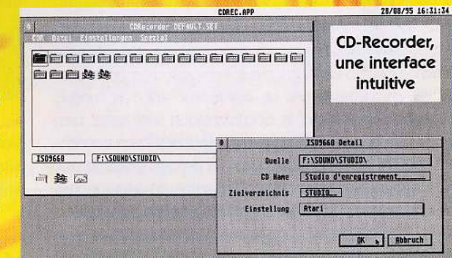 CDREC.APP 28/08/95 16:31:34
CDRecorder DEFAULT.SET
CDR Datei Einstellungen Spezial
CD-Recorder,
une interface
intuitive
ISO9660 Detail
ISO9660 F:\SOUND\STUDIO\
Quelle F:\SOUND\STUDIO\
CD Name Studio d'enregistrement
Zielverzeichnis STUDIO
Einstellung Atari
OK Abbruch